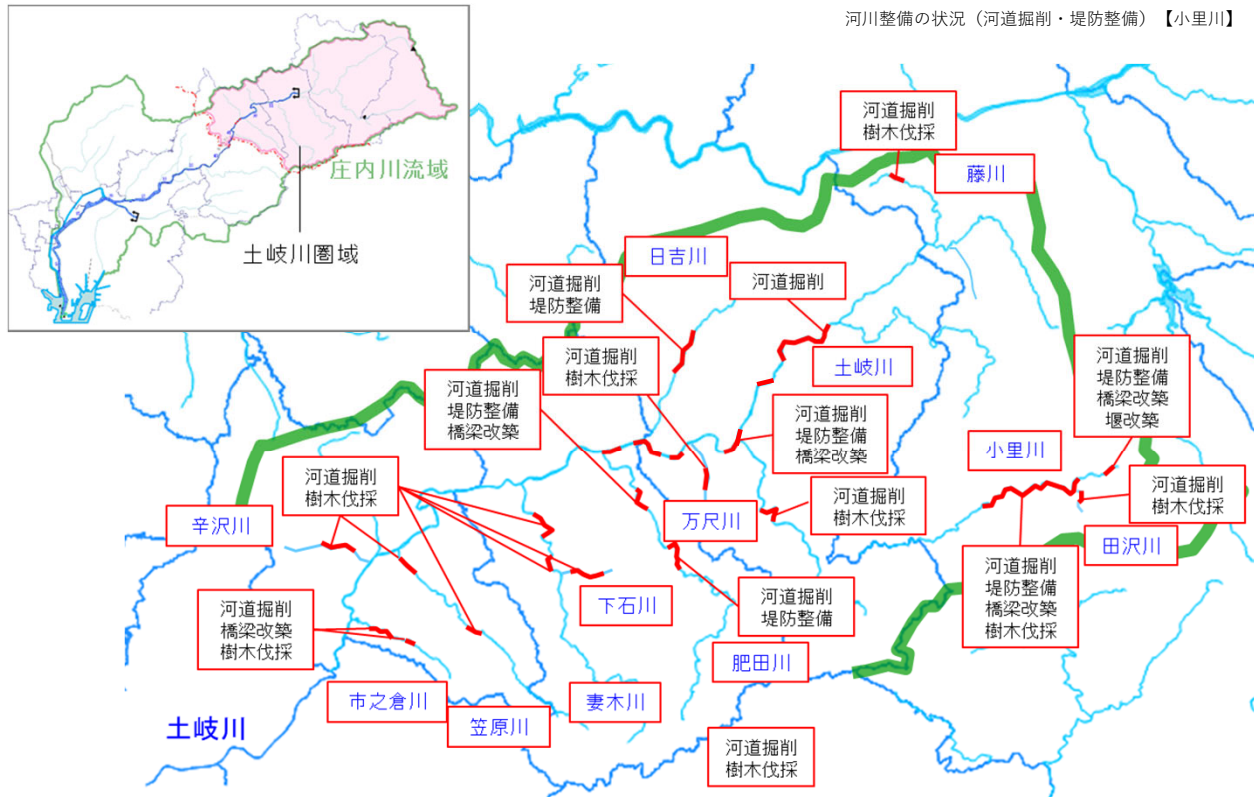 河川整備の状況（河道掘削・堤防整備）【小里川】
庄内川流域
土岐川圏域
河道掘削
樹木伐採
藤川
日吉川
河道掘削
堤防整備
河道掘削
河道掘削
樹木伐採
土岐川
河道掘削
堤防整備
橋梁改築
堰改築
河道掘削
堤防整備
橋梁改築
河道掘削
堤防整備
橋梁改築
小里川
河道掘削
樹木伐採
河道掘削
樹木伐採
河道掘削
樹木伐採
辛沢川
万尺川
田沢川
河道掘削
堤防整備
橋梁改築
樹木伐採
下石川
河道掘削
堤防整備
河道掘削
橋梁改築
樹木伐採
肥田川
市之倉川
妻木川
笠原川
土岐川
河道掘削
樹木伐採